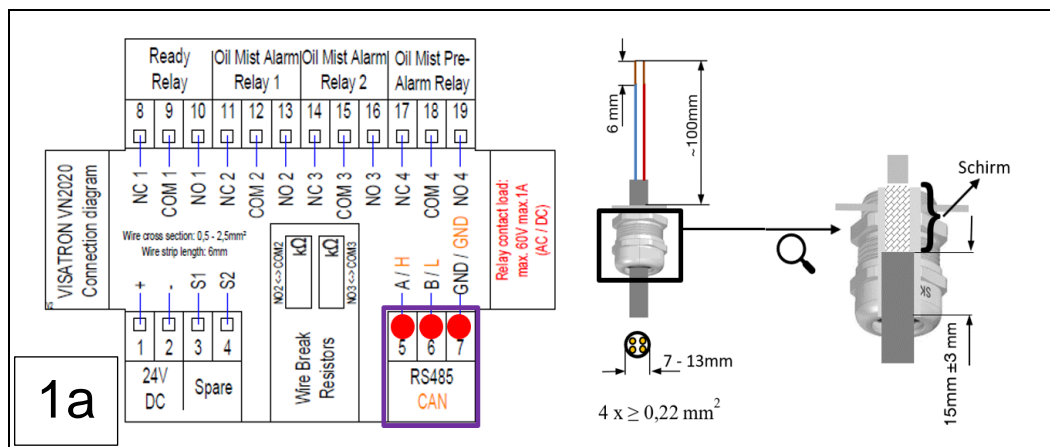 Ready
Relay
Oil Mist Alarm
Relay 1
Oil Mist Alarm
Relay 2
Oil Mist Pre-
Alarm Relay
8 9 10 11 12 13 14 15 16 17 18 19
NC 1 COM 1 NO 1 NC 2 COM 2 NO 2 NC 3 COM 3 NO 3 NC 4 COM 4 NO 4
VISATRON VN2020
Connection diagram
Wire cross section: 0,5 - 2,5mm²
Wire strip length: 6mm
+ - S1 S2
NO2 <-> COM2
kΩ
kΩ
NO3 <-> COM3
Wire Break
Resistors
A / H
B / L
GND / GND
Relay contact load:
max. 60V max.1A
(AC / DC)
1 2 3 4
5 6 7
24V
DC
Spare
RS485
CAN
1a
6 mm
~100mm
7 - 13mm
4 x ≥ 0,22 mm²
Schirm
SK
15mm ±3 mm